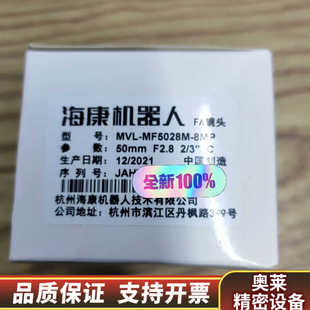 海康机器人 FA镜头
型号: MVL-MF5028M-8MP
参数: 50mm F2.8 2/3" C
生产日期: 12/2021 中国制造
序列号: JAH
全新100%
杭州海康机器人技术有限公司
公司地址: 杭州市滨江区丹枫路399号
品质保证 支持开票
奥莱
精密设备